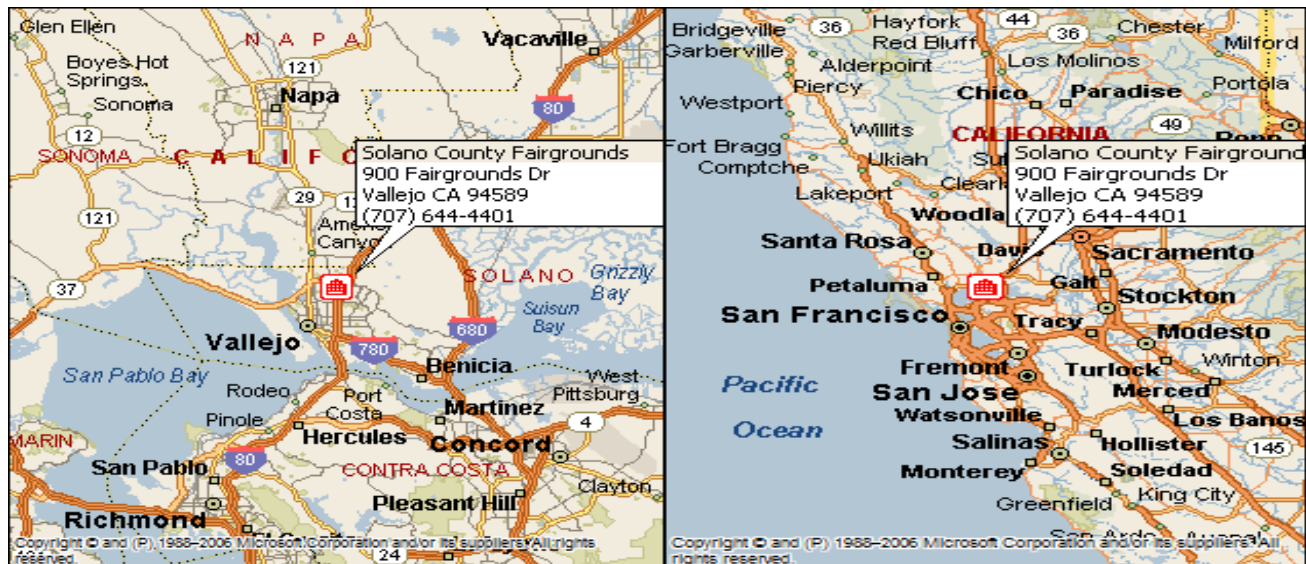 Glen Ellen
N A P A
Vacaville
121
Boyes Hot
Springs
Napa
80
Sonoma
12
SONOMA
C A L I F
Solano County Fairgrounds
900 Fairgrounds Dr
Vallejo CA 94589
(707) 644-4401
29
121
Canyo
SOLANO
Grizzly
Bay
37
Suisun
Bay
680
Vallejo
780
Benicia
San Pablo Bay
Rodeo
Port
Costa
West
Pittsburg
Pinole
Martinez
4
MARIN
Hercules
Concord
80
San Pablo
CONTRA COSTA
Clayton
Pleasant Hill
Richmond
24
Copyright © and (P) 1988–2006 Microsoft Corporation and/or its suppliers. All rights
reserved.
Bridgeville
36
Hayfork
44
Chester
Garberville
Red Bluff
36
Milford
Alderpoint
Los Molinos
Piercy
Portola
Westport
Chico
Paradise
Willits
CALIFORNIA
49
Fort Bragg
Comptche
Ukiah
Solano County Fairground
900 Fairgrounds Dr
Vallejo CA 94589
(707) 644-4401
Lakeport
Clear
Woodla
Santa Rosa
Davis
Sacramento
Petaluma
Galt
Stockton
San Francisco
Tracy
Modesto
Fremont
Turlock
Winton
Pacific
Ocean
San Jose
Merced
Watsonville
Los Banos
Salinas
Hollister
145
Monterey
Soledad
Greenfield
King City
Copyright © and (P) 1988–2006 Microsoft Corporation and/or its suppliers. All
rights reserved.